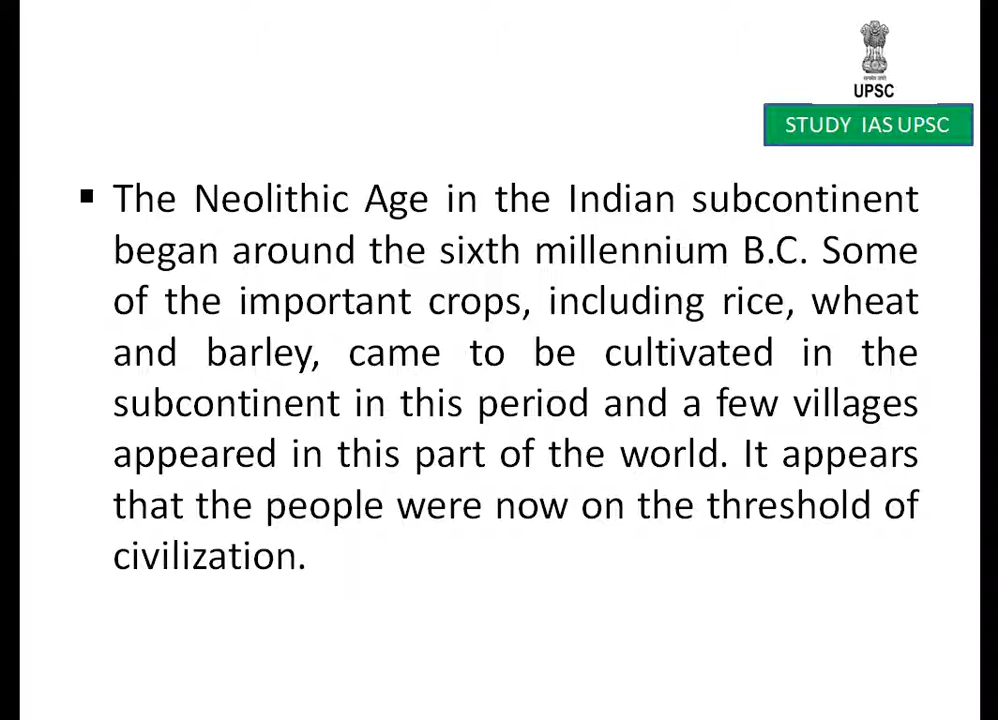 UPSC
STUDY IAS UPSC
▪ The Neolithic Age in the Indian subcontinent
began around the sixth millennium B.C. Some
of the important crops, including rice, wheat
and barley, came to be cultivated in the
subcontinent in this period and a few villages
appeared in this part of the world. It appears
that the people were now on the threshold of
civilization.